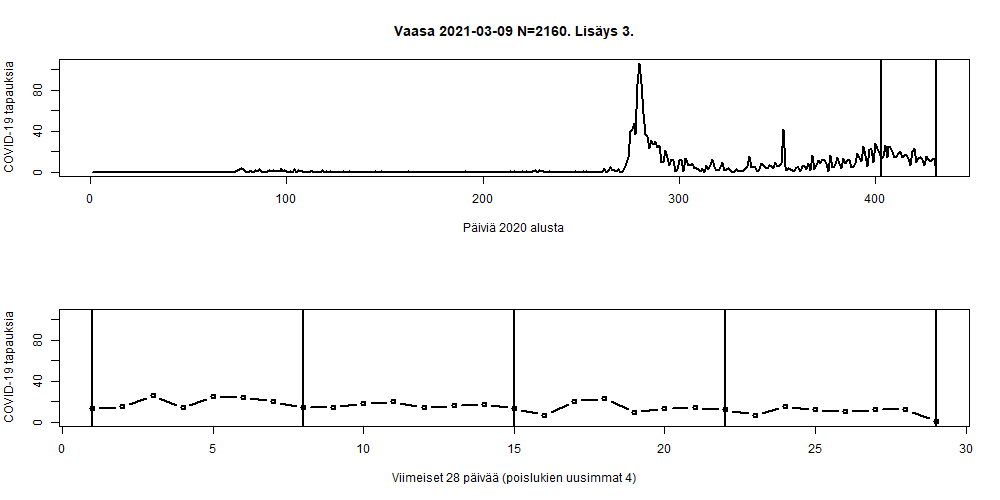 Vaasa 2021-03-09 N=2160. Lisäys 3.
COVID-19 tapauksia
0 40 80
0 100 200 300 400
Päiviä 2020 alusta
COVID-19 tapauksia
0 40 80
0 5 10 15 20 25 30
Viimeiset 28 päivää (poislukien uusimmat 4)